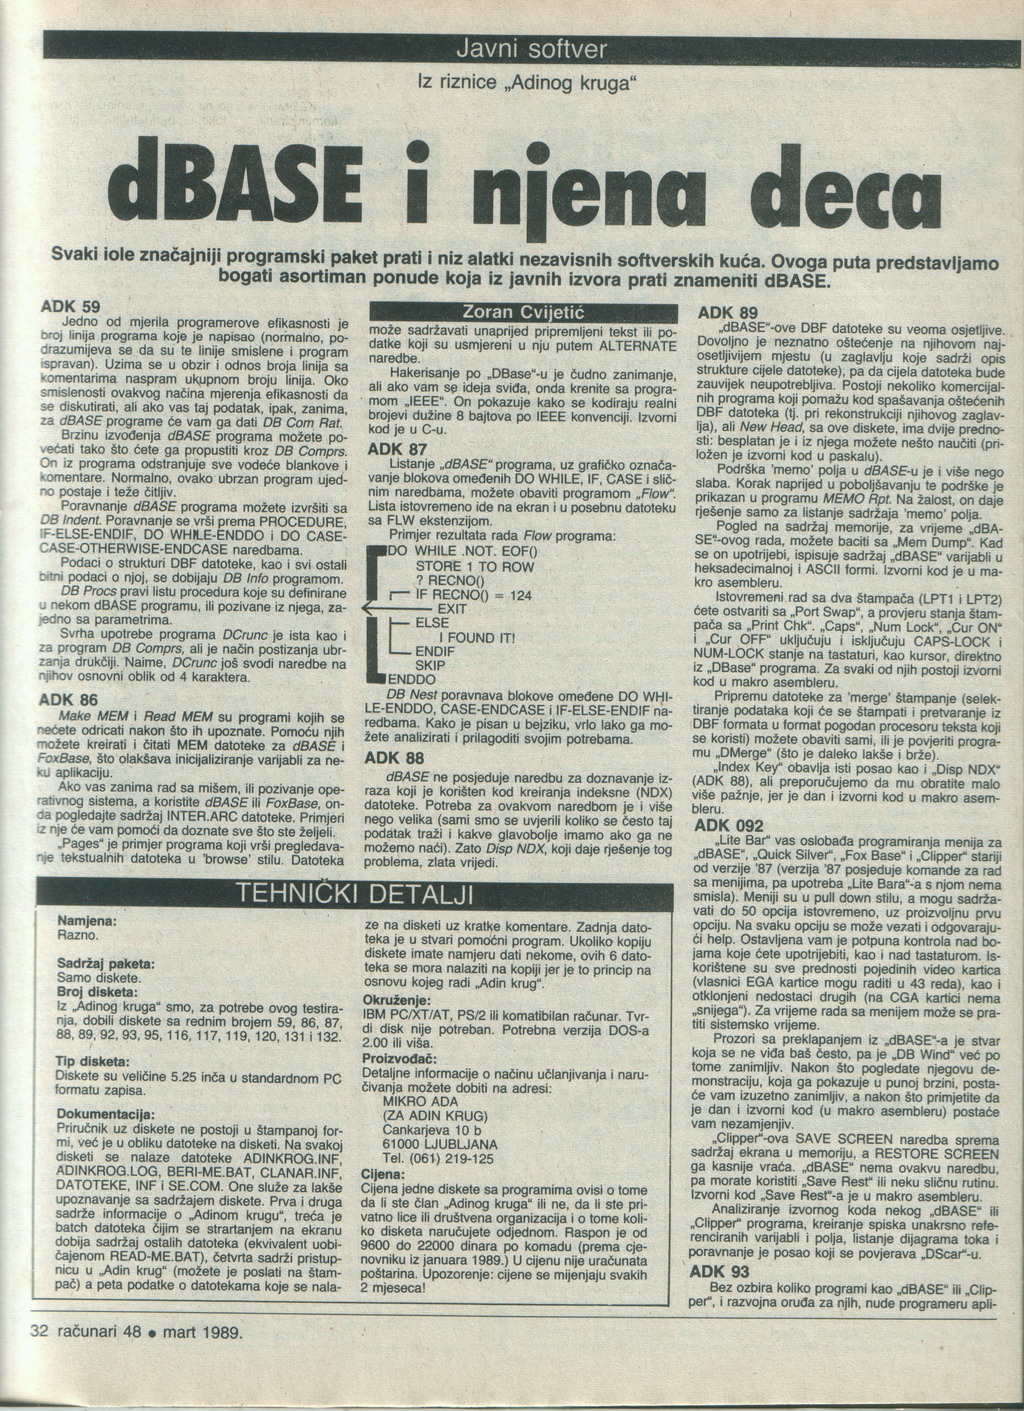 Javni softver
Iz riznice „Adinog kruga“
dBASE i njena deca
Svaki iole značajniji programski paket prati i niz alatki nezavisnih softverskih kuća. Ovoga puta predstavljamo
bogati asortiman ponude koja iz javnih izvora prati znameniti dBASE.
ADK 59
Jedno od mjerila programerove efikasnosti je
broj linija programa koje je napisao (normalno, po-
drazumijeva se da su te linije smislene i program
ispravan). Uzima se u obzir i odnos broja linija sa
komentarima naspram ukupnom broju linija. Oko
smislenosti ovakvog načina mjerenja efikasnosti da
se diskutirati, ali ako vas taj podatak, ipak, zanima,
za dBASE programe će vam ga dati DB Com Rat.
Brzinu izvođenja dBASE programa možete po-
većati tako što ćete ga propustiti kroz DB Comprs.
On iz programa odstranjuje sve vodeće blankove i
komentare. Normalno, ovako ubrzan program ujed-
no postaje i teže čitljiv.
Poravnanje dBASE programa možete izvršiti sa
DB Indent. Poravnanje se vrši prema PROCEDURE,
IF-ELSE-ENDIF, DO WHILE-ENDDO i DO CASE-
CASE-OTHERWISE-ENDCASE naredbama.
Podaci o strukturi DBF datoteke, kao i svi ostali
bitni podaci o njoj, se dobijaju DB Info programom.
DB Procs pravi listu procedura koje su definirane
u nekom dBASE programu, ili pozivane iz njega, za-
jedno sa parametrima.
Svrha upotrebe programa DCrunc je ista kao i
za program DB Comprs, ali je način postizanja ubr-
zanja drukčiji. Naime, DCrunc još svodi naredbe na
njihov osnovni oblik od 4 karaktera.
ADK 86
Make MEM i Read MEM su programi kojih se
nećete odricati nakon što ih upoznate. Pomoću njih
možete kreirati i čitati MEM datoteke za dBASE i
FoxBase, što olakšava inicijaliziranje varijabli za ne-
ku aplikaciju.
Ako vas zanima rad sa mišem, ili pozivanje ope-
rativnog sistema, a koristite dBASE ili FoxBase, on-
da pogledajte sadržaj INTER.ARC datoteke. Primjeri
iz nje će vam pomoći da doznate sve što ste željeli.
„Pages“ je primjer programa koji vrši pregledava-
nje tekstualnih datoteka u 'browse' stilu. Datoteka
Zoran Cvijetić
može sadržavati unaprijed pripremljeni tekst ili po-
datke koji su usmjereni u nju putem ALTERNATE
naredbe.
Hakerisanje po „DBase“-u je čudno zanimanje,
ali ako vam se ideja sviđa, onda krenite sa progra-
mom „IEEE“. On pokazuje kako se kodiraju realni
brojevi dužine 8 bajtova po IEEE konvenciji. Izvorni
kod je u C-u.
ADK 87
Listanje „dBASE“ programa, uz grafičko označa-
vanje blokova omeđenih DO WHILE, IF, CASE i slič-
nim naredbama, možete obaviti programom „Flow“.
Lista istovremeno ide na ekran i u posebnu datoteku
sa FLW ekstenzijom.
Primjer rezultata rada Flow programa:
DO WHILE .NOT. EOF()
STORE 1 TO ROW
? RECNO()
IF RECNO() = 124
EXIT
ELSE
I FOUND IT!
ENDIF
SKIP
ENDDO
DB Nest poravnava blokove omeđene DO WHI-
LE-ENDDO, CASE-ENDCASE i IF-ELSE-ENDIF na-
redbama. Kako je pisan u bejziku, vrlo lako ga mo-
žete analizirati i prilagoditi svojim potrebama.
ADK 88
dBASE ne posjeduje naredbu za doznavanje iz-
raza koji je korišten kod kreiranja indeksne (NDX)
datoteke. Potreba za ovakvom naredbom je i više
nego velika (sami smo se uvjerili koliko se često taj
podatak traži i kakve glavobolje imamo ako ga ne
možemo naći). Zato Disp NDX, koji daje rješenje tog
problema, zlata vrijedi.
ADK 89
„dBASE“-ove DBF datoteke su veoma osjetljive.
Dovoljno je neznatno oštećenje na njihovom naj-
osetljivijem mjestu (u zaglavlju koje sadrži opis
strukture cijele datoteke), pa da cijela datoteka bude
zauvijek neupotrebljiva. Postoji nekoliko komercijal-
nih programa koji pomažu kod spašavanja oštećenih
DBF datoteka (tj. pri rekonstrukciji njihovog zaglav-
lja), ali New Head, sa ove diskete, ima dvije predno-
sti: besplatan je i iz njega možete nešto naučiti (pri-
ložen je izvorni kod u paskalu).
Podrška 'memo' polja u dBASE-u je i više nego
slaba. Korak naprijed u poboljšavanju te podrške je
prikazan u programu MEMO Rpt. Na žalost, on daje
rješenje samo za listanje sadržaja 'memo' polja.
Pogled na sadržaj memorije, za vrijeme „dBA-
SE“-ovog rada, možete baciti sa „Mem Dump“. Kad
se on upotrijebi, ispisuje sadržaj „dBASE“ varijabli u
heksadecimalnoj i ASCII formi. Izvorni kod je u ma-
kro asembleru.
Istovremeni rad sa dva štampača (LPT1 i LPT2)
ćete ostvariti sa „Port Swap“, a provjeru stanja štam-
pača sa „Print Chk“. „Caps“, „Num Lock“, „Cur ON“
i „Cur OFF“ uključuju i isključuju CAPS-LOCK i
NUM-LOCK stanje na tastaturi, kao kursor, direktno
iz „DBase“ programa. Za svaki od njih postoji izvorni
kod u makro asembleru.
Pripremu datoteke za 'merge' štampanje (selek-
tiranje podataka koji će se štampati i pretvaranje iz
DBF formata u format pogodan procesoru teksta koji
se koristi) možete obaviti sami, ili je povjeriti progra-
mu „DMerge“ (što je daleko lakše i brže).
„Index Key“ obavlja isti posao kao i „Disp NDX“
(ADK 88), ali preporučujemo da mu obratite malo
više pažnje, jer je dan i izvorni kod u makro asem-
bleru.
ADK 092
„Lite Bar“ vas oslobađa programiranja menija za
„dBASE“, „Quick Silver“, „Fox Base“ i „Clipper“ stariji
od verzije '87 (verzija '87 posjeduje komande za rad
sa menijima, pa upotreba „Lite Bara“-a s njom nema
smisla). Meniji su u pull down stilu, a mogu sadrža-
vati do 50 opcija istovremeno, uz proizvoljnu prvu
opciju. Na svaku opciju se može vezati i odgovaraju-
ći help. Ostavljena vam je potpuna kontrola nad bo-
jama koje ćete upotrijebiti, kao i nad tastaturom. Is-
korištene su sve prednosti pojedinih video kartica
(vlasnici EGA kartice mogu raditi u 43 reda), kao i
otklonjeni nedostaci drugih (na CGA kartici nema
„snijega“). Za vrijeme rada sa menijem može se pra-
titi sistemsko vrijeme.
Prozori sa preklapanjem iz „dBASE“-a je stvar
koja se ne viđa baš često, pa je „DB Wind“ već po
tome zanimljiv. Nakon što pogledate njegovu de-
monstraciju, koja ga pokazuje u punoj brzini, posta-
će vam izuzetno zanimljiv, a nakon što primjetite da
je dan i izvorni kod (u makro asembleru) postaće
vam nezamjenjiv.
„Clipper“-ova SAVE SCREEN naredba sprema
sadržaj ekrana u memoriju, a RESTORE SCREEN
ga kasnije vraća. „dBASE“ nema ovakvu naredbu,
pa morate koristiti „Save Rest“ ili neku sličnu rutinu.
Izvorni kod „Save Rest“-a je u makro asembleru.
Analiziranje izvornog koda nekog „dBASE“ ili
„Clipper“ programa, kreiranje spiska unakrsno refe-
renciranih varijabli i polja, listanje dijagrama toka i
poravnanje je posao koji se povjerava „DScar“-u.
ADK 93
Bez ozbira koliko programi kao „dBASE“ ili „Clip-
per“, i razvojna oruđa za njih, nude programeru apli-
TEHNIČKI DETALJI
Namjena:
Razno.
Sadržaj paketa:
Samo diskete.
Broj disketa:
Iz „Adinog kruga“ smo, za potrebe ovog testira-
nja, dobili diskete sa rednim brojem 59, 86, 87,
88, 89, 92, 93, 95, 116, 117, 119, 120, 131 i 132.
Tip disketa:
Diskete su veličine 5.25 inča u standardnom PC
formatu zapisa.
Dokumentacija:
Priručnik uz diskete ne postoji u štampanoj for-
mi, već je u obliku datoteke na disketi. Na svakoj
disketi se nalaze datoteke ADINKROG.INF,
ADINKROG.LOG, BERI-ME.BAT, CLANAR.INF,
DATOTEKE, INF i SE.COM. One služe za lakše
upoznavanje sa sadržajem diskete. Prva i druga
sadrže informacije o „Adinom krugu“, treća je
batch datoteka čijim se strartanjem na ekranu
dobija sadržaj ostalih datoteka (ekvivalent uobi-
čajenom READ-ME.BAT), četvrta sadrži pristup-
nicu u „Adin krug“ (možete je poslati na štam-
pač) a peta podatke o datotekama koje se nala-
ze na disketi uz kratke komentare. Zadnja dato-
teka je u stvari pomoćni program. Ukoliko kopiju
diskete imate namjeru dati nekome, ovih 6 dato-
teka se mora nalaziti na kopiji jer je to princip na
osnovu kojeg radi „Adin krug“.
Okruženje:
IBM PC/XT/AT, PS/2 ili komatibilan računar. Tvr-
di disk nije potreban. Potrebna verzija DOS-a
2.00 ili viša.
Proizvođač:
Detaljne informacije o načinu učlanjivanja i naru-
čivanja možete dobiti na adresi:
MIKRO ADA
(ZA ADIN KRUG)
Cankarjeva 10 b
61000 LJUBLJANA
Tel. (061) 219-125
Cijena:
Cijena jedne diskete sa programima ovisi o tome
da li ste član „Adinog kruga“ ili ne, da li ste pri-
vatno lice ili društvena organizacija i o tome koli-
ko disketa naručujete odjednom. Raspon je od
9600 do 22000 dinara po komadu (prema cje-
novniku iz januara 1989.) U cijenu nije uračunata
poštarina. Upozorenje: cijene se mijenjaju svakih
2 mjeseca!
32 računari 48 • mart 1989.